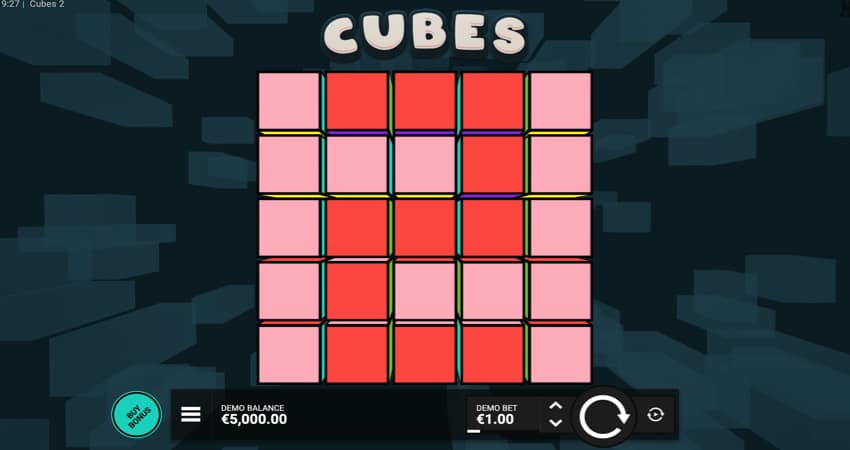 9:27 | Cubes 2
CUBES
BUY
BONUS
DEMO BALANCE
€5,000.00
DEMO BET
€1.00